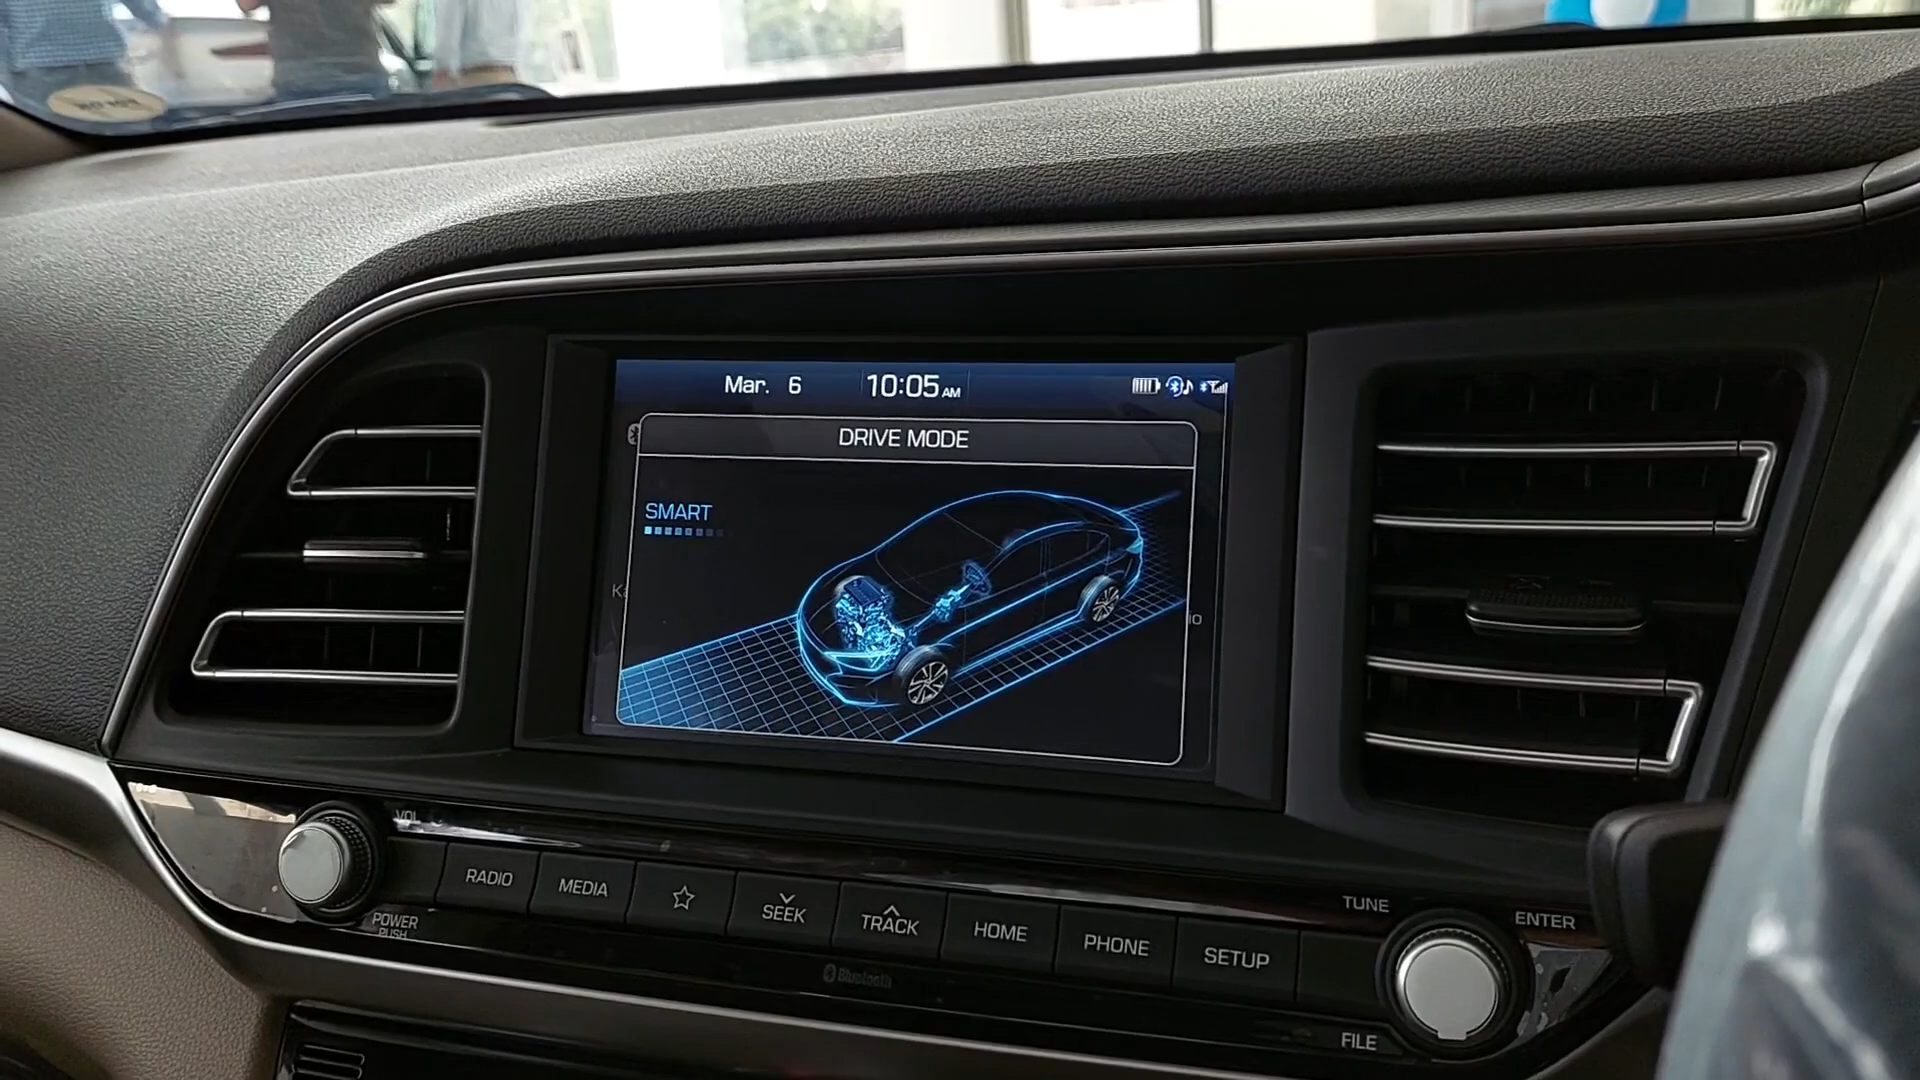 Mar. 6 10:05 AM
DRIVE MODE
SMART
VOL
POWER
PUSH
RADIO
MEDIA
SEEK
TRACK
HOME
PHONE
SETUP
TUNE
ENTER
FILE
Bluetooth